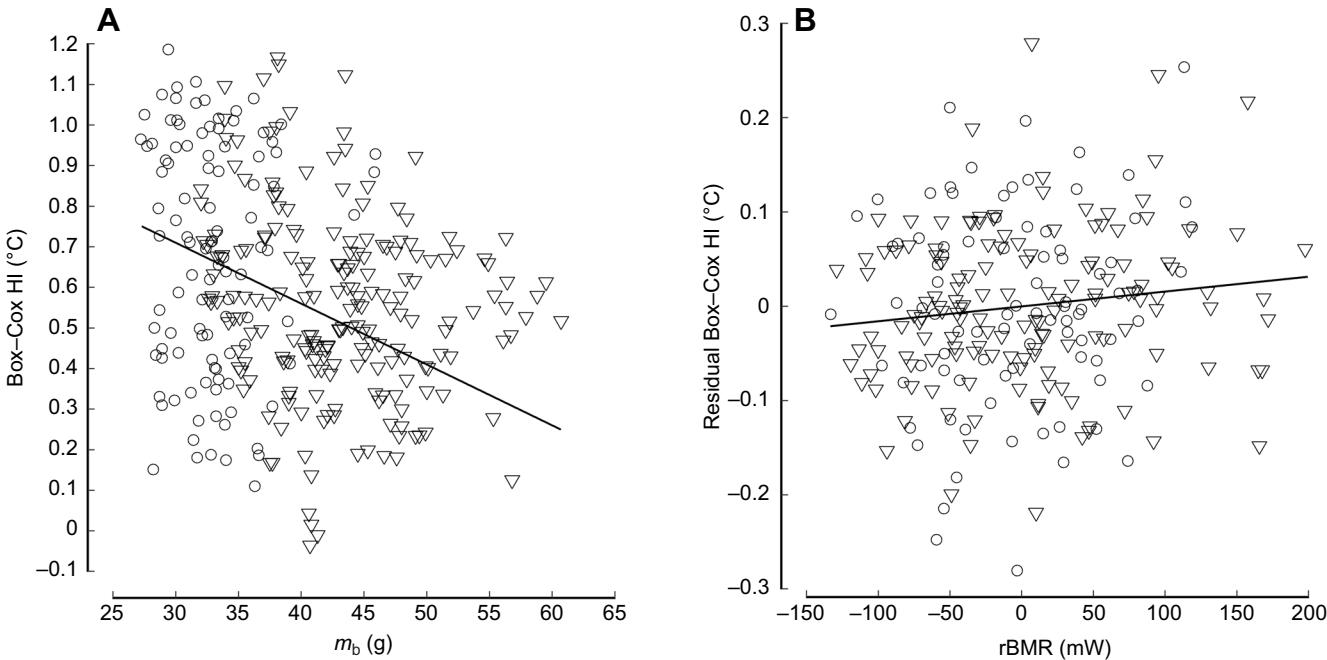 A
Box–Cox HI (°C)
1.2
1.1
1.0
0.9
0.8
0.7
0.6
0.5
0.4
0.3
0.2
0.1
0
–0.1
25 30 35 40 45 50 55 60 65
mb (g)
B
Residual Box–Cox HI (°C)
0.3
0.2
0.1
0
–0.1
–0.2
–0.3
–150 –100 –50 0 50 100 150 200
rBMR (mW)